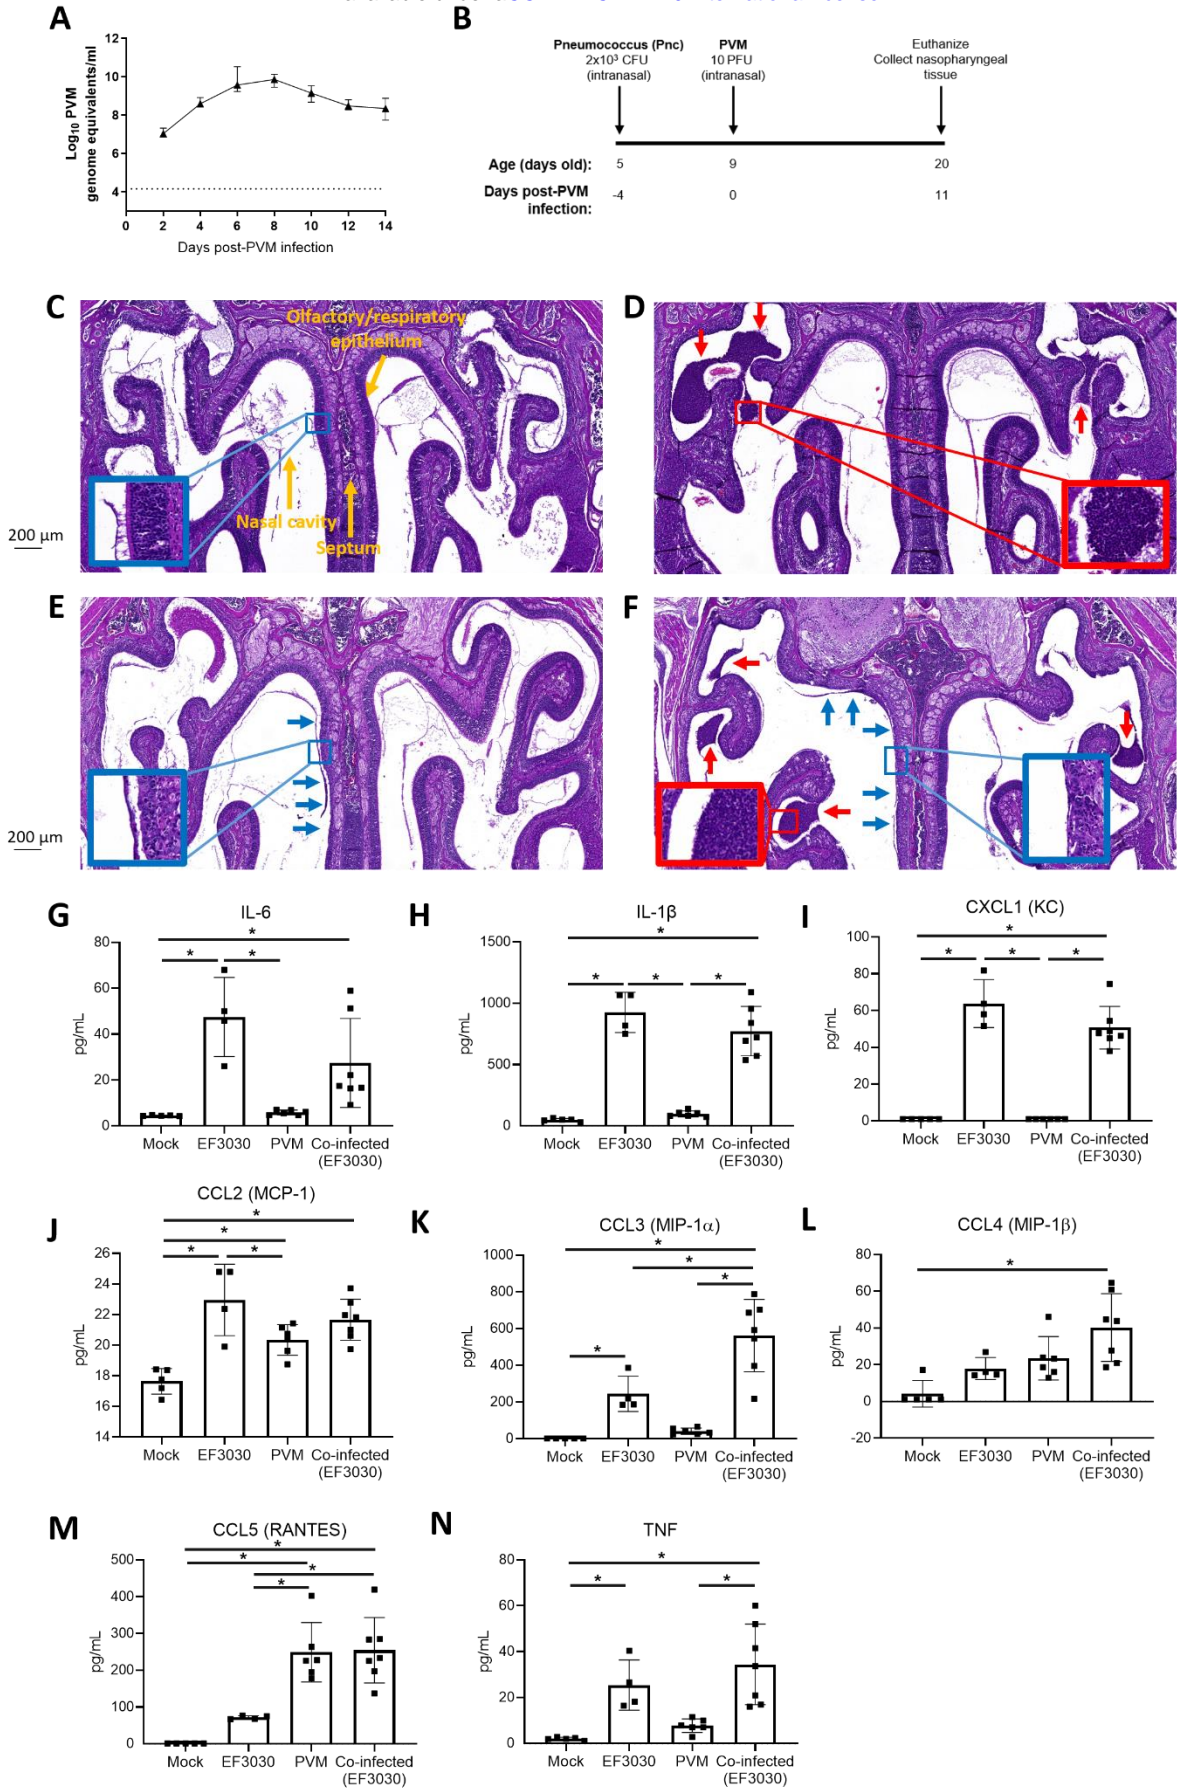 A
Log10 PVM
genome equivalents/ml
12
10
8
6
4
0 2 4 6 8 10 12 14
Days post-PVM infection
B
Pneumococcus (Pnc)
2x10³ CFU
(intranasal)
PVM
10 PFU
(intranasal)
Euthanize
Collect nasopharyngeal
tissue
Age (days old): 5 9 20
Days post-PVM
infection: -4 0 11
C
Olfactory/respiratory
epithelium
Nasal cavity
Septum
200 µm
D
E
200 µm
F
G
IL-6
pg/mL
80
60
40
20
0
*
* *
Mock EF3030 PVM Co-infected
(EF3030)
H
IL-1β
pg/mL
1500
1000
500
0
*
* * *
Mock EF3030 PVM Co-infected
(EF3030)
I
CXCL1 (KC)
pg/mL
100
80
60
40
20
0
*
* * *
Mock EF3030 PVM Co-infected
(EF3030)
J
CCL2 (MCP-1)
pg/mL
26
24
22
20
18
16
14
*
*
* *
Mock EF3030 PVM Co-infected
(EF3030)
K
CCL3 (MIP-1α)
pg/mL
1000
800
600
400
200
0
*
*
*
*
Mock EF3030 PVM Co-infected
(EF3030)
L
CCL4 (MIP-1β)
pg/mL
80
60
40
20
0
-20
*
Mock EF3030 PVM Co-infected
(EF3030)
M
CCL5 (RANTES)
pg/mL
500
400
300
200
100
0
*
*
*
*
Mock EF3030 PVM Co-infected
(EF3030)
N
TNF
pg/mL
80
60
40
20
0
*
* *
Mock EF3030 PVM Co-infected
(EF3030)